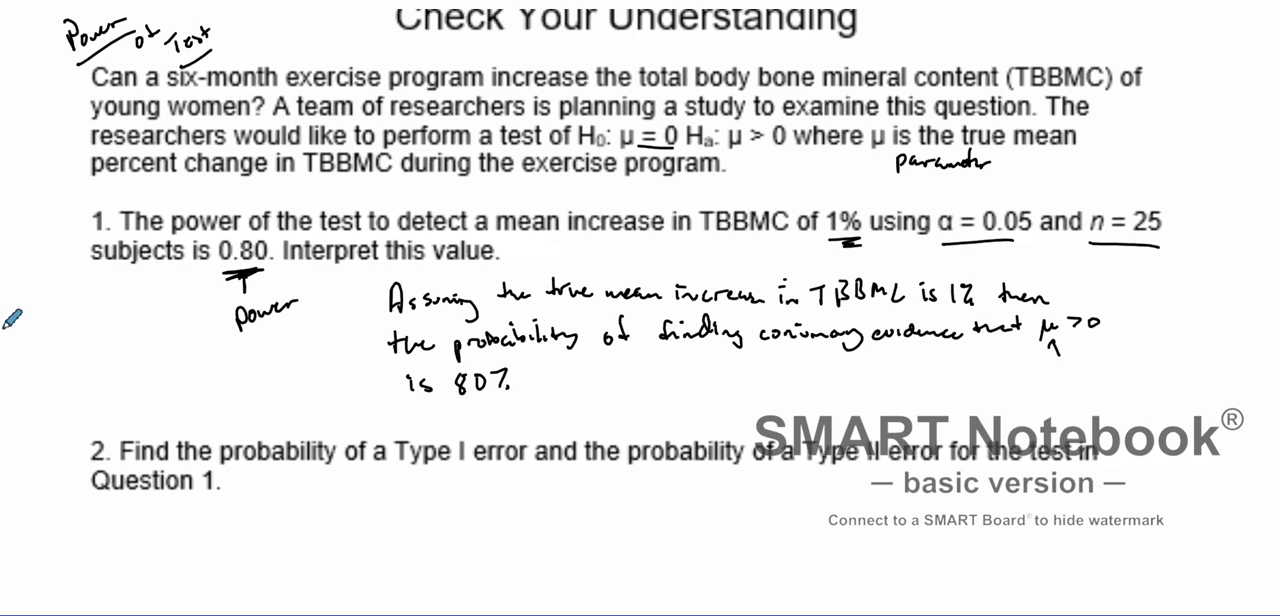 Check Your Understanding
Power of Test
Can a six-month exercise program increase the total body bone mineral content (TBBMC) of
young women? A team of researchers is planning a study to examine this question. The
researchers would like to perform a test of H₀: μ = 0 Hₐ: μ > 0 where μ is the true mean
percent change in TBBMC during the exercise program.
parameter
1. The power of the test to detect a mean increase in TBBMC of 1% using α = 0.05 and n = 25
subjects is 0.80. Interpret this value.
Power
Assuming the true mean increase in TBBMC is 1% then
the probability of finding evidence that μ > 0
is 80%
2. Find the probability of a Type I error and the probability of a Type II error for the test in
Question 1.
SMART Notebook®
— basic version —
Connect to a SMART Board® to hide watermark